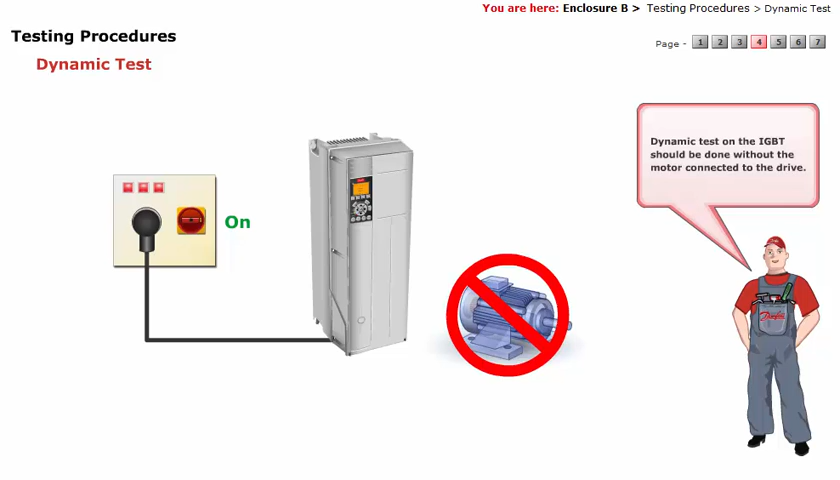 You are here: Enclosure B > Testing Procedures > Dynamic Test
Testing Procedures
Page - 1 2 3 4 5 6 7
Dynamic Test
Dynamic test on the IGBT
should be done without the
motor connected to the drive.
On
Danfoss